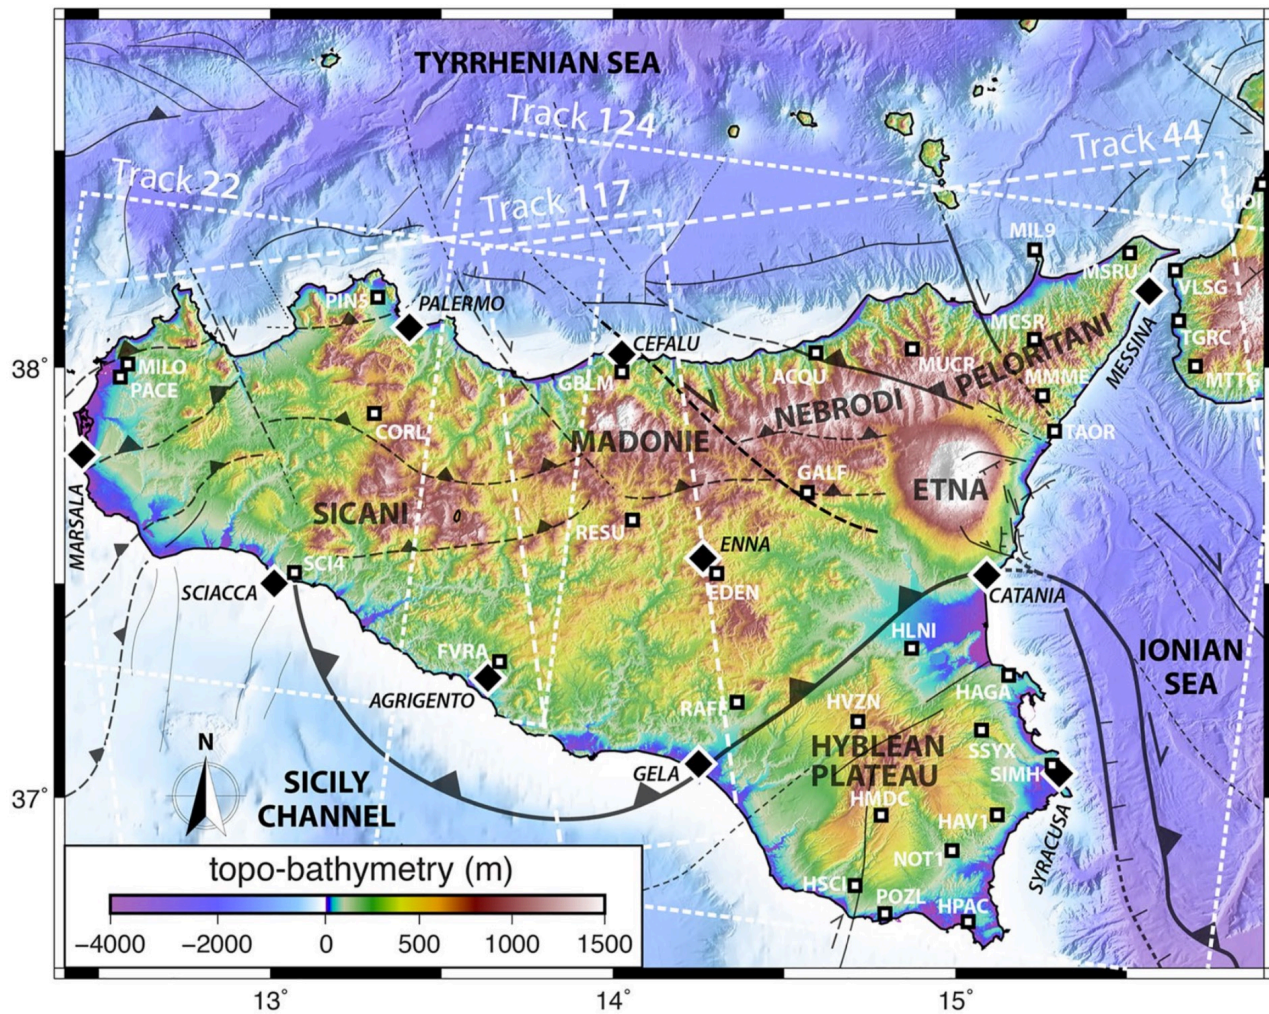 TYRRHENIAN SEA
Track 124
Track 44
Track 22
Track 117
GIOI
MIL9
MSRU
VLSG
PINS
PALERMO
MCSR
TGRC
CEFALU
MESSINA
38°
MILO
PACE
GBLM
ACQU
MUCR
PELORITANI
MMME
MTTG
CORL
MADONIE
NEBRODI
TAOR
GALF
ETNA
MARSALA
SICANI
RESU
ENNA
SCI4
SCIACCA
EDEN
CATANIA
HLNI
IONIAN
SEA
FVRA
AGRIGENTO
RAFF
HVZN
HAGA
N
HYBLEAN
PLATEAU
SSYX
SIMH
GELA
SICILY
CHANNEL
37°
HMDC
HAV1
SYRACUSA
NOT1
HSCI
POZL
HPAC
topo-bathymetry (m)
−4000 −2000 0 500 1000 1500
13° 14° 15°